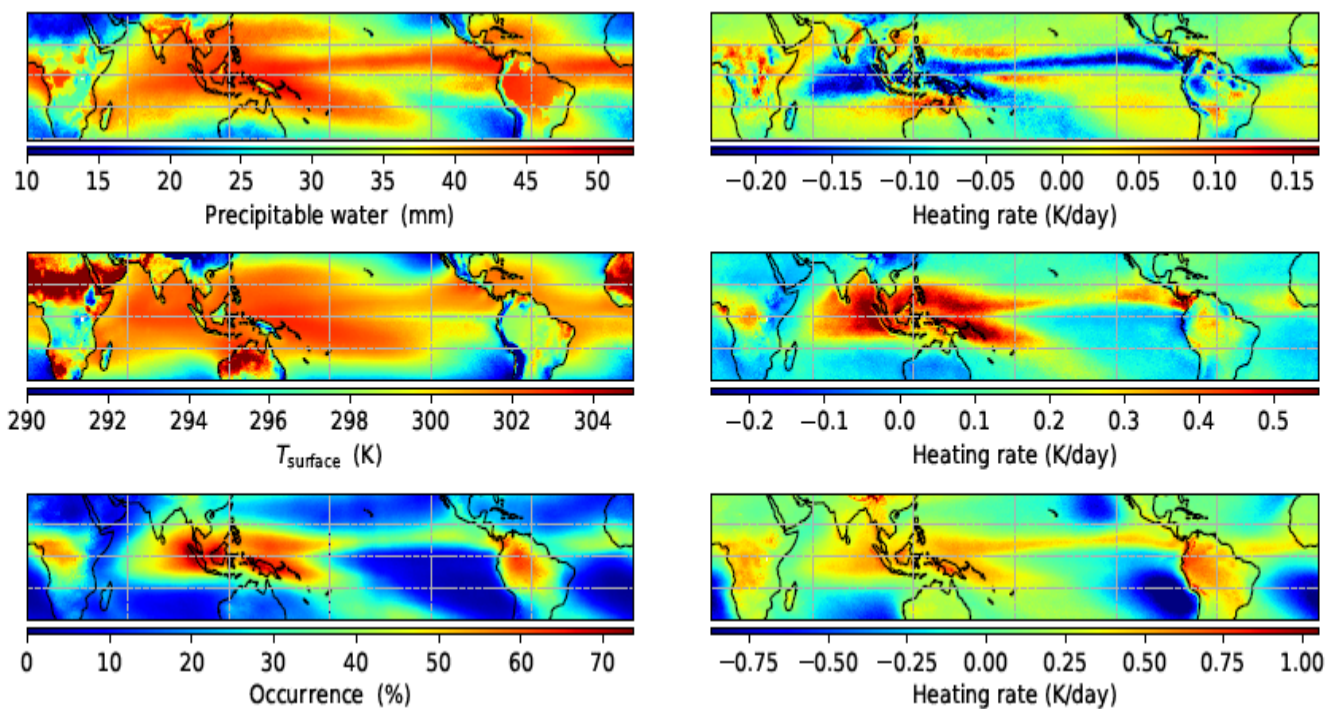 10 15 20 25 30 35 40 45 50
Precipitable water (mm)
−0.20 −0.15 −0.10 −0.05 0.00 0.05 0.10 0.15
Heating rate (K/day)
290 292 294 296 298 300 302 304
Tsurface (K)
−0.2 −0.1 0.0 0.1 0.2 0.3 0.4 0.5
Heating rate (K/day)
0 10 20 30 40 50 60 70
Occurrence (%)
−0.75 −0.50 −0.25 0.00 0.25 0.50 0.75 1.00
Heating rate (K/day)